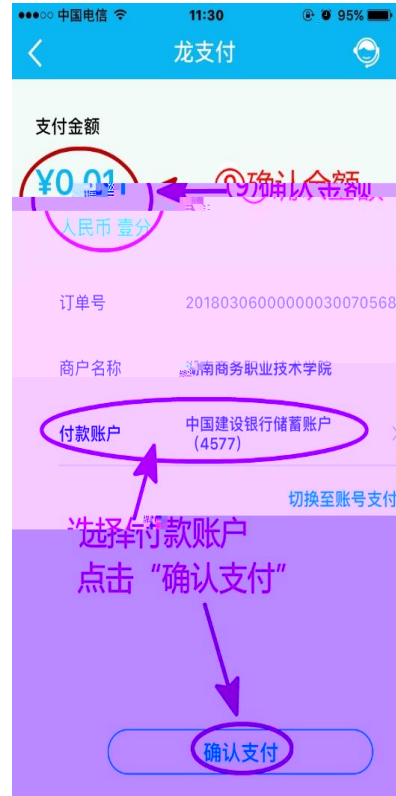 中国电信 11:30 95%
龙支付
支付金额
¥0.01
(9)确认金额
人民币 壹分
订单号 20180306000000030070568
商户名称 湖南商务职业技术学院
付款账户 中国建设银行储蓄账户
(4577)
切换至账号支付
选择付款账户
点击“确认支付”
确认支付